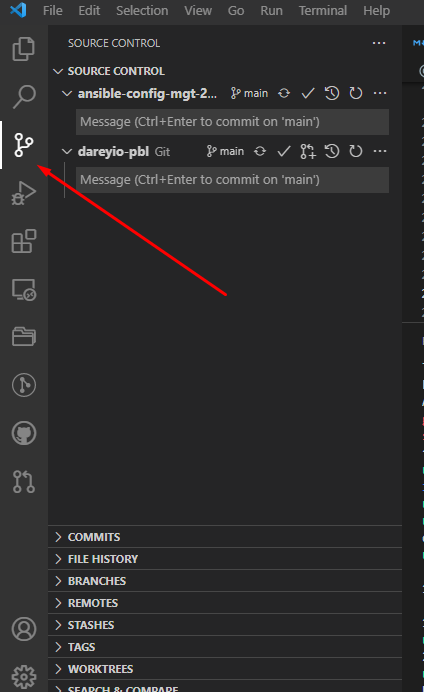 File Edit Selection View Go Run Terminal Help
SOURCE CONTROL ...
SOURCE CONTROL
ansible-config-mgt-2... main ...
Message (Ctrl+Enter to commit on 'main')
dareyio-pbl Git main ...
Message (Ctrl+Enter to commit on 'main')
COMMITS
FILE HISTORY
BRANCHES
REMOTES
STASHES
TAGS
WORKTREES
SEARCH & COMPARE